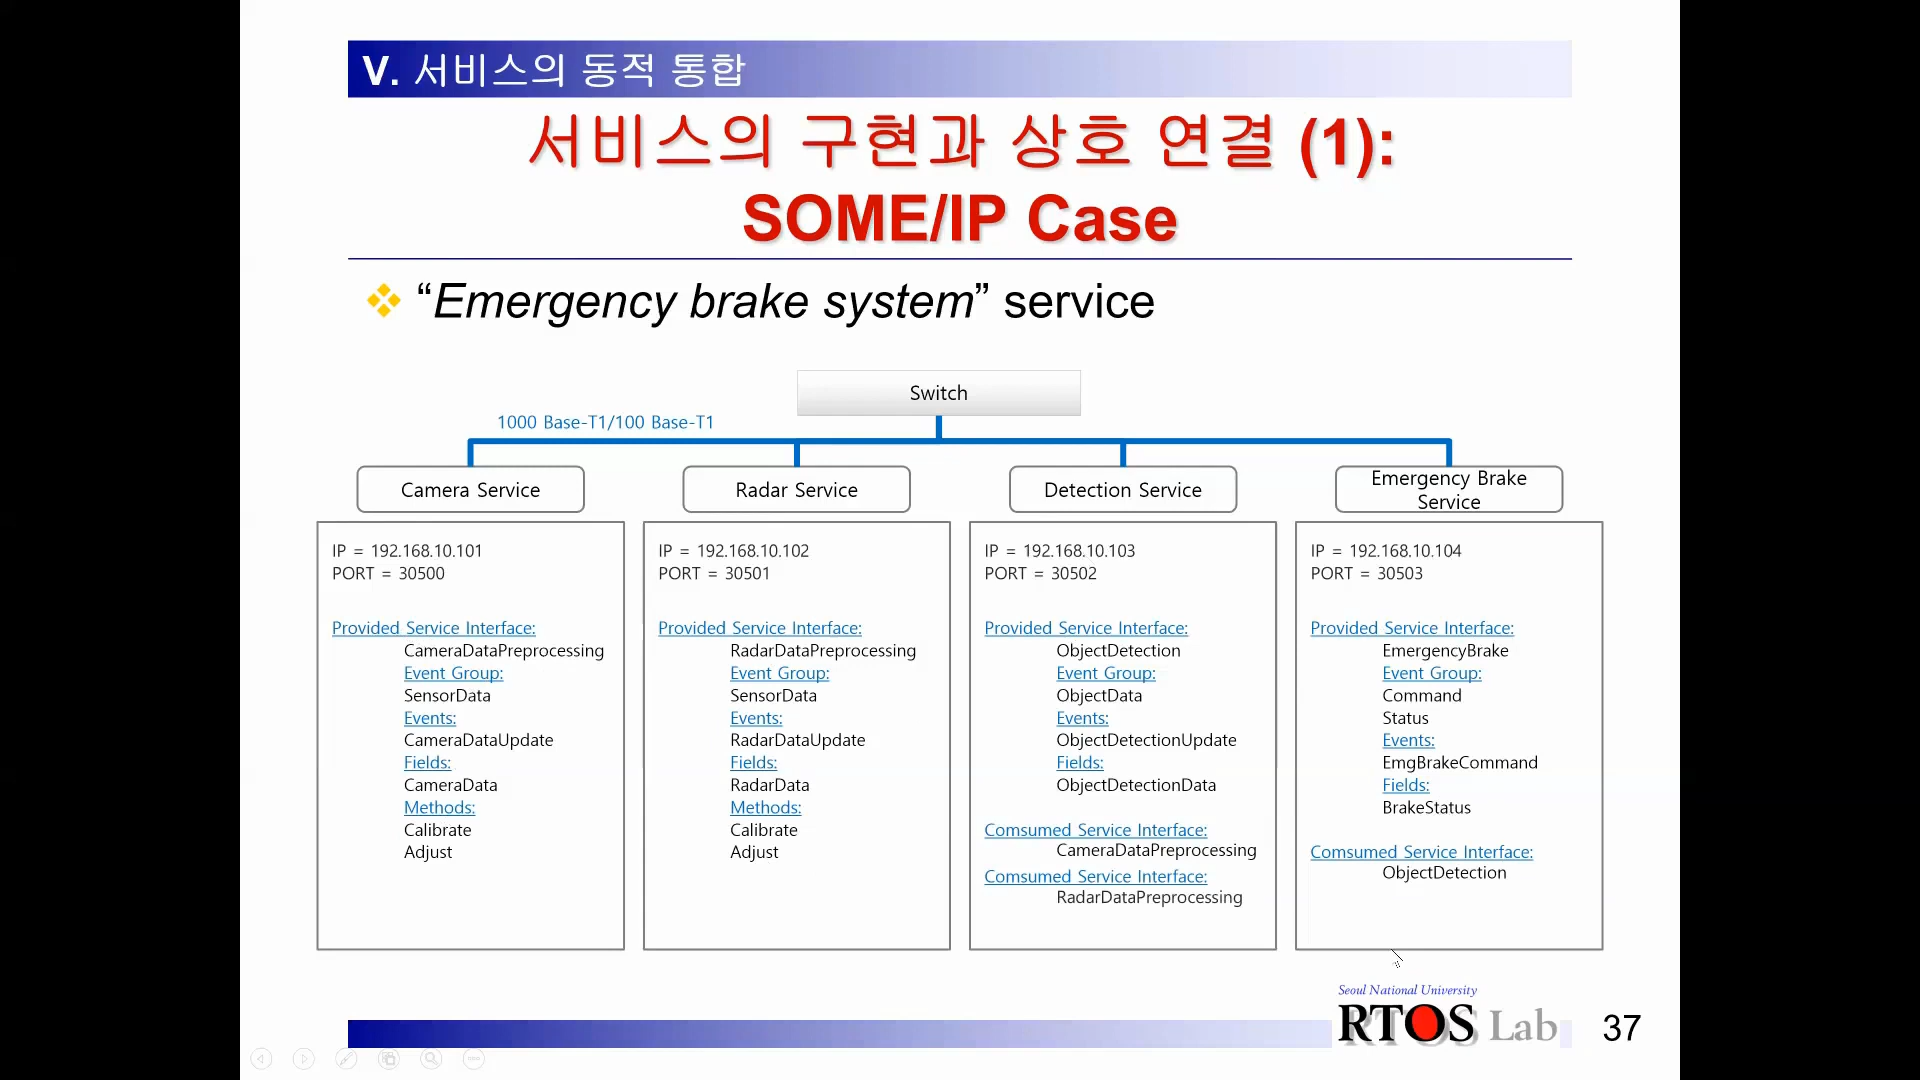 V. 서비스의 동적 통합
서비스의 구현과 상호 연결 (1):
SOME/IP Case
“Emergency brake system” service
Switch
1000 Base-T1/100 Base-T1
Camera Service
IP = 192.168.10.101
PORT = 30500
Provided Service Interface:
CameraDataPreprocessing
Event Group:
SensorData
Events:
CameraDataUpdate
Fields:
CameraData
Methods:
Calibrate
Adjust
Radar Service
IP = 192.168.10.102
PORT = 30501
Provided Service Interface:
RadarDataPreprocessing
Event Group:
SensorData
Events:
RadarDataUpdate
Fields:
RadarData
Methods:
Calibrate
Adjust
Detection Service
IP = 192.168.10.103
PORT = 30502
Provided Service Interface:
ObjectDetection
Event Group:
ObjectData
Events:
ObjectDetectionUpdate
Fields:
ObjectDetectionData
Comsumed Service Interface:
CameraDataPreprocessing
Comsumed Service Interface:
RadarDataPreprocessing
Emergency Brake
Service
IP = 192.168.10.104
PORT = 30503
Provided Service Interface:
EmergencyBrake
Event Group:
Command
Status
Events:
EmgBrakeCommand
Fields:
BrakeStatus
Comsumed Service Interface:
ObjectDetection
Seoul National University
RTOS Lab
37